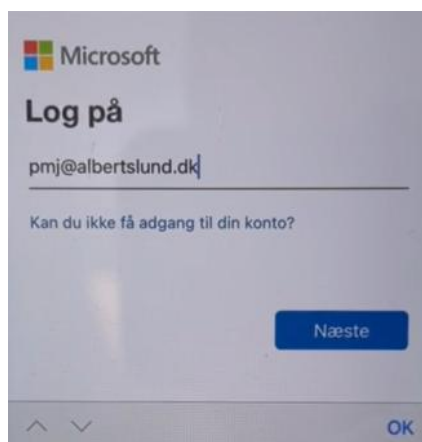 Microsoft
Log på
pmj@albertslund.dk
Kan du ikke få adgang til din konto?
Næste
OK